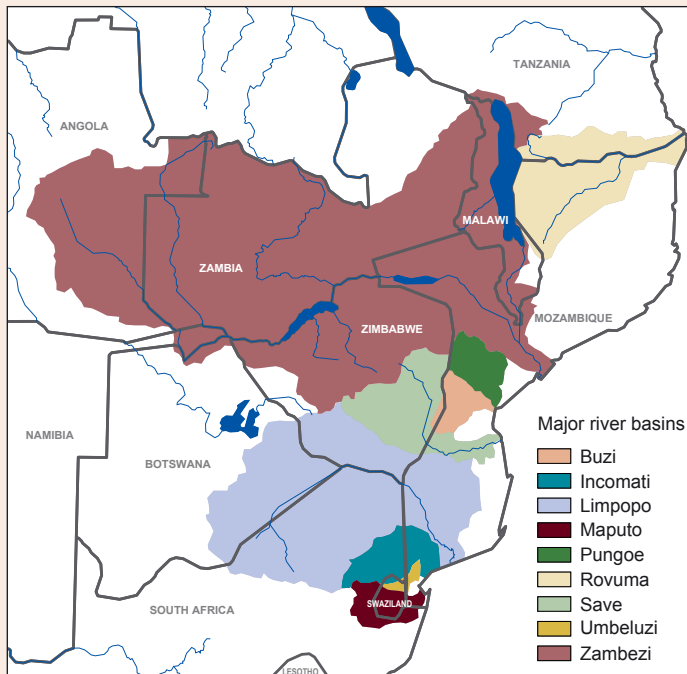 TANZANIA
ANGOLA
MALAWI
ZAMBIA
MOZAMBIQUE
ZIMBABWE
NAMIBIA
BOTSWANA
SWAZILAND
SOUTH AFRICA
LESOTHO
Major river basins
Buzi
Incomati
Limpopo
Maputo
Pungoe
Rovuma
Save
Umbeluzi
Zambezi